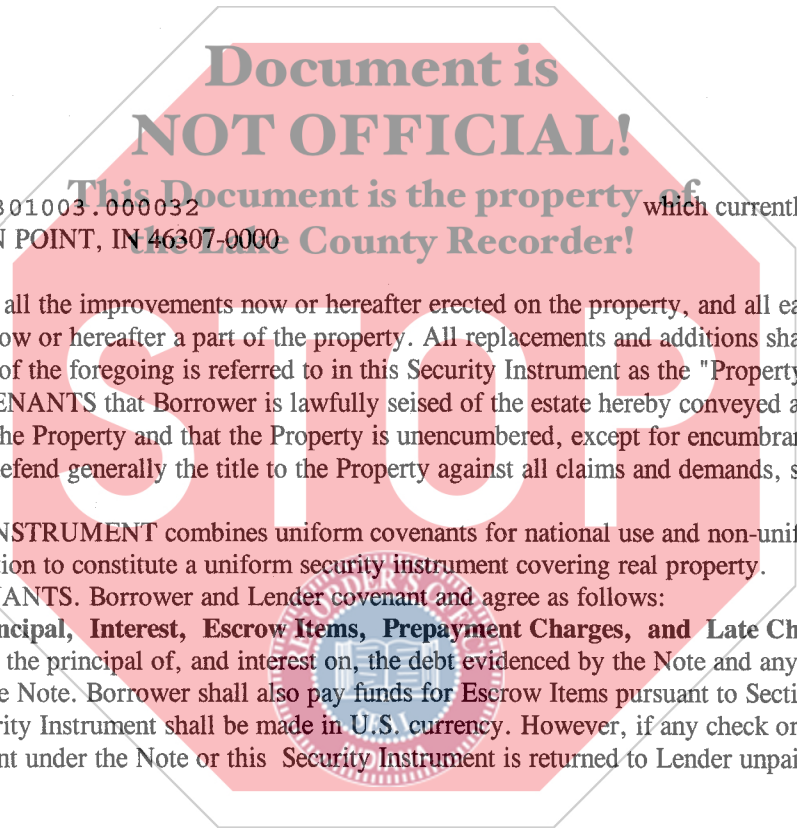 Document is
NOT OFFICIAL!
This Document is the property of
the Lake County Recorder!
301003.000032 which currentl
N POINT, IN 46307-0000
all the improvements now or hereafter erected on the property, and all ea
ow or hereafter a part of the property. All replacements and additions sha
of the foregoing is referred to in this Security Instrument as the "Property
ENANTS that Borrower is lawfully seised of the estate hereby conveyed a
he Property and that the Property is unencumbered, except for encumbran
efend generally the title to the Property against all claims and demands, s
STOP
NSTRUMENT combines uniform covenants for national use and non-unif
tion to constitute a uniform security instrument covering real property.
ANTS. Borrower and Lender covenant and agree as follows:
ncipal, Interest, Escrow Items, Prepayment Charges, and Late Ch
the principal of, and interest on, the debt evidenced by the Note and any
e Note. Borrower shall also pay funds for Escrow Items pursuant to Secti
rity Instrument shall be made in U.S. currency. However, if any check or
nt under the Note or this Security Instrument is returned to Lender unpai
RECORDER'S OFFICE
SEAL
INDIANA